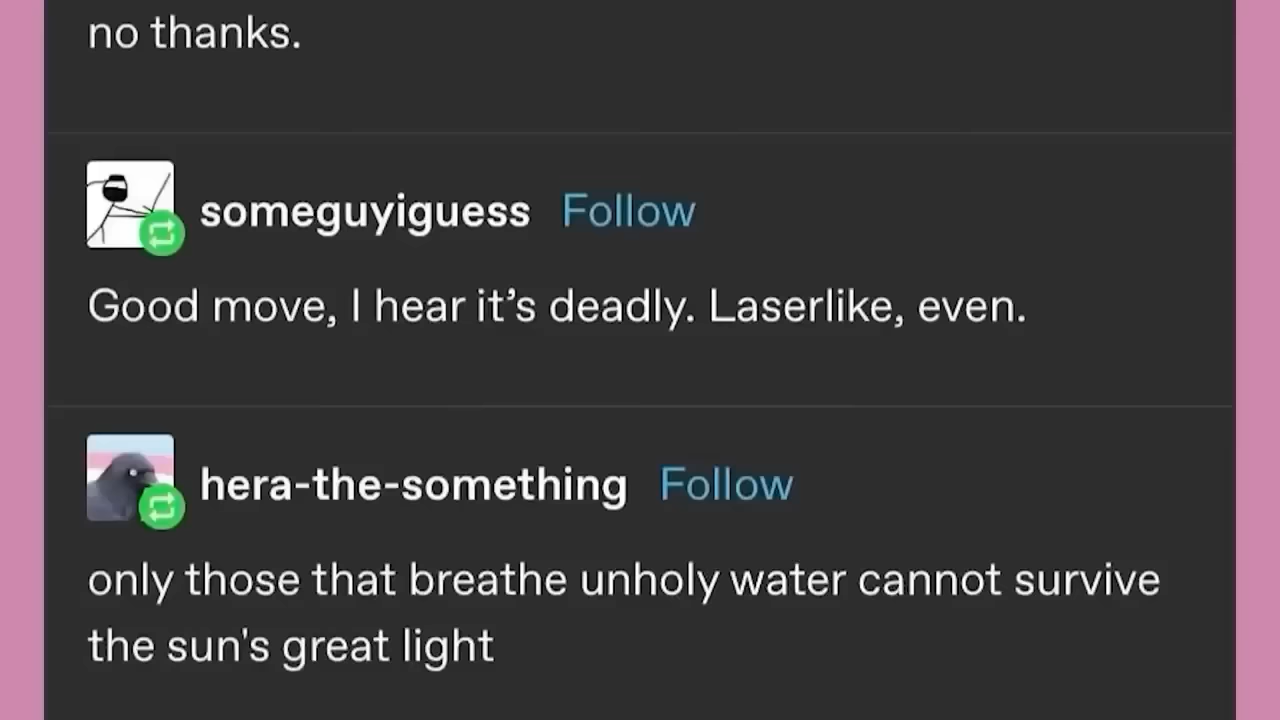 no thanks.
someguyiguess Follow
Good move, I hear it’s deadly. Laserlike, even.
hera-the-something Follow
only those that breathe unholy water cannot survive
the sun's great light